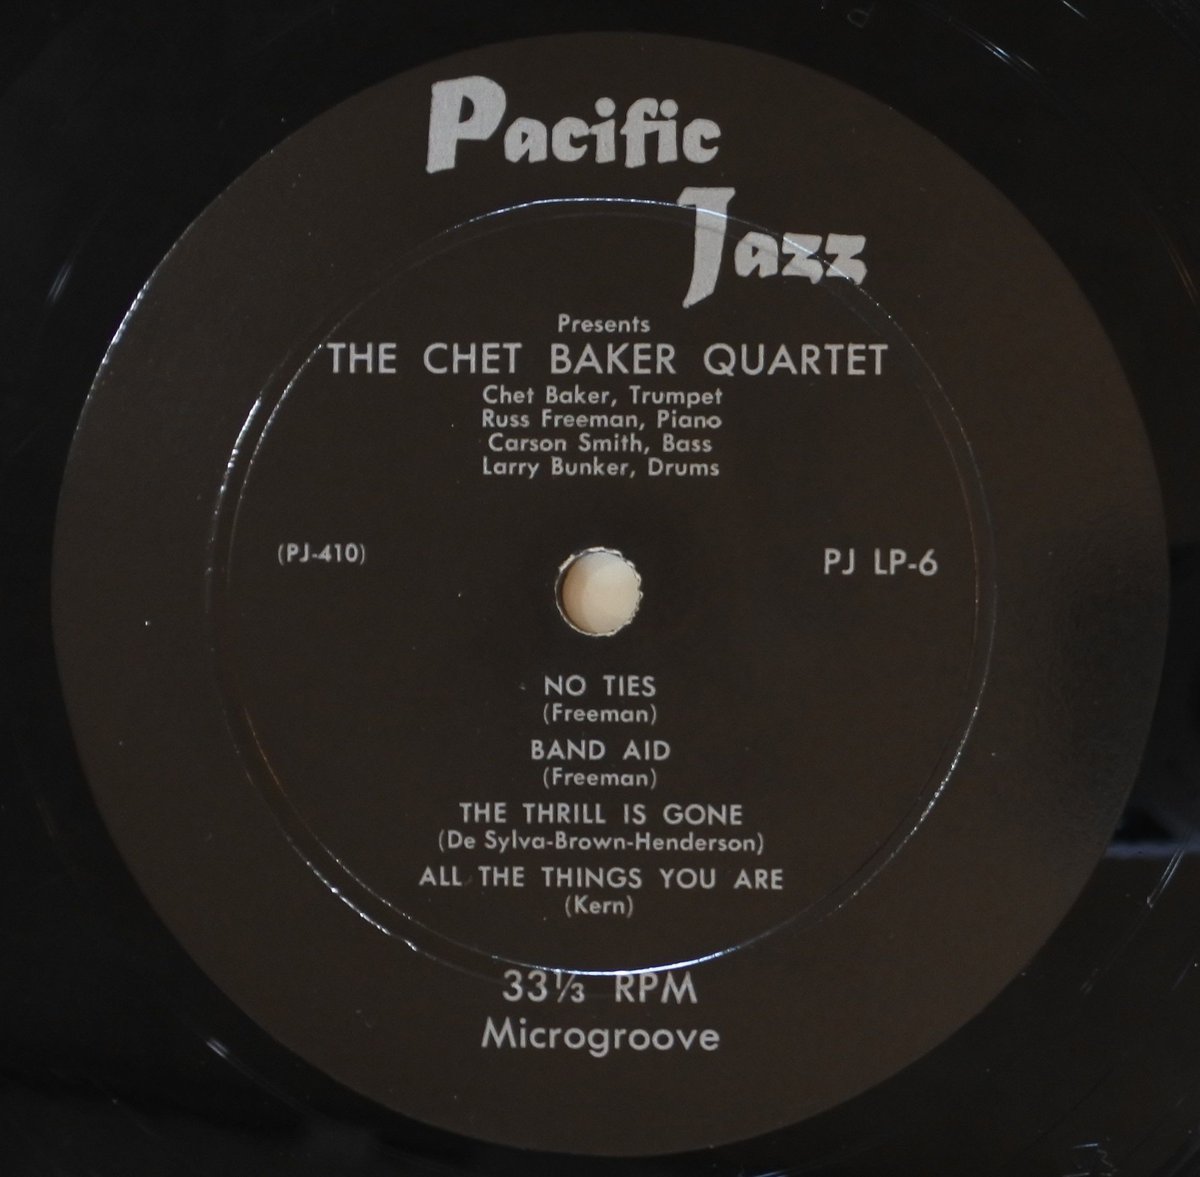 Pacific
Jazz
Presents
THE CHET BAKER QUARTET
Chet Baker, Trumpet
Russ Freeman, Piano
Carson Smith, Bass
Larry Bunker, Drums
(PJ-410) PJ LP-6
NO TIES
(Freeman)
BAND AID
(Freeman)
THE THRILL IS GONE
(De Sylva-Brown-Henderson)
ALL THE THINGS YOU ARE
(Kern)
33⅓ RPM
Microgroove